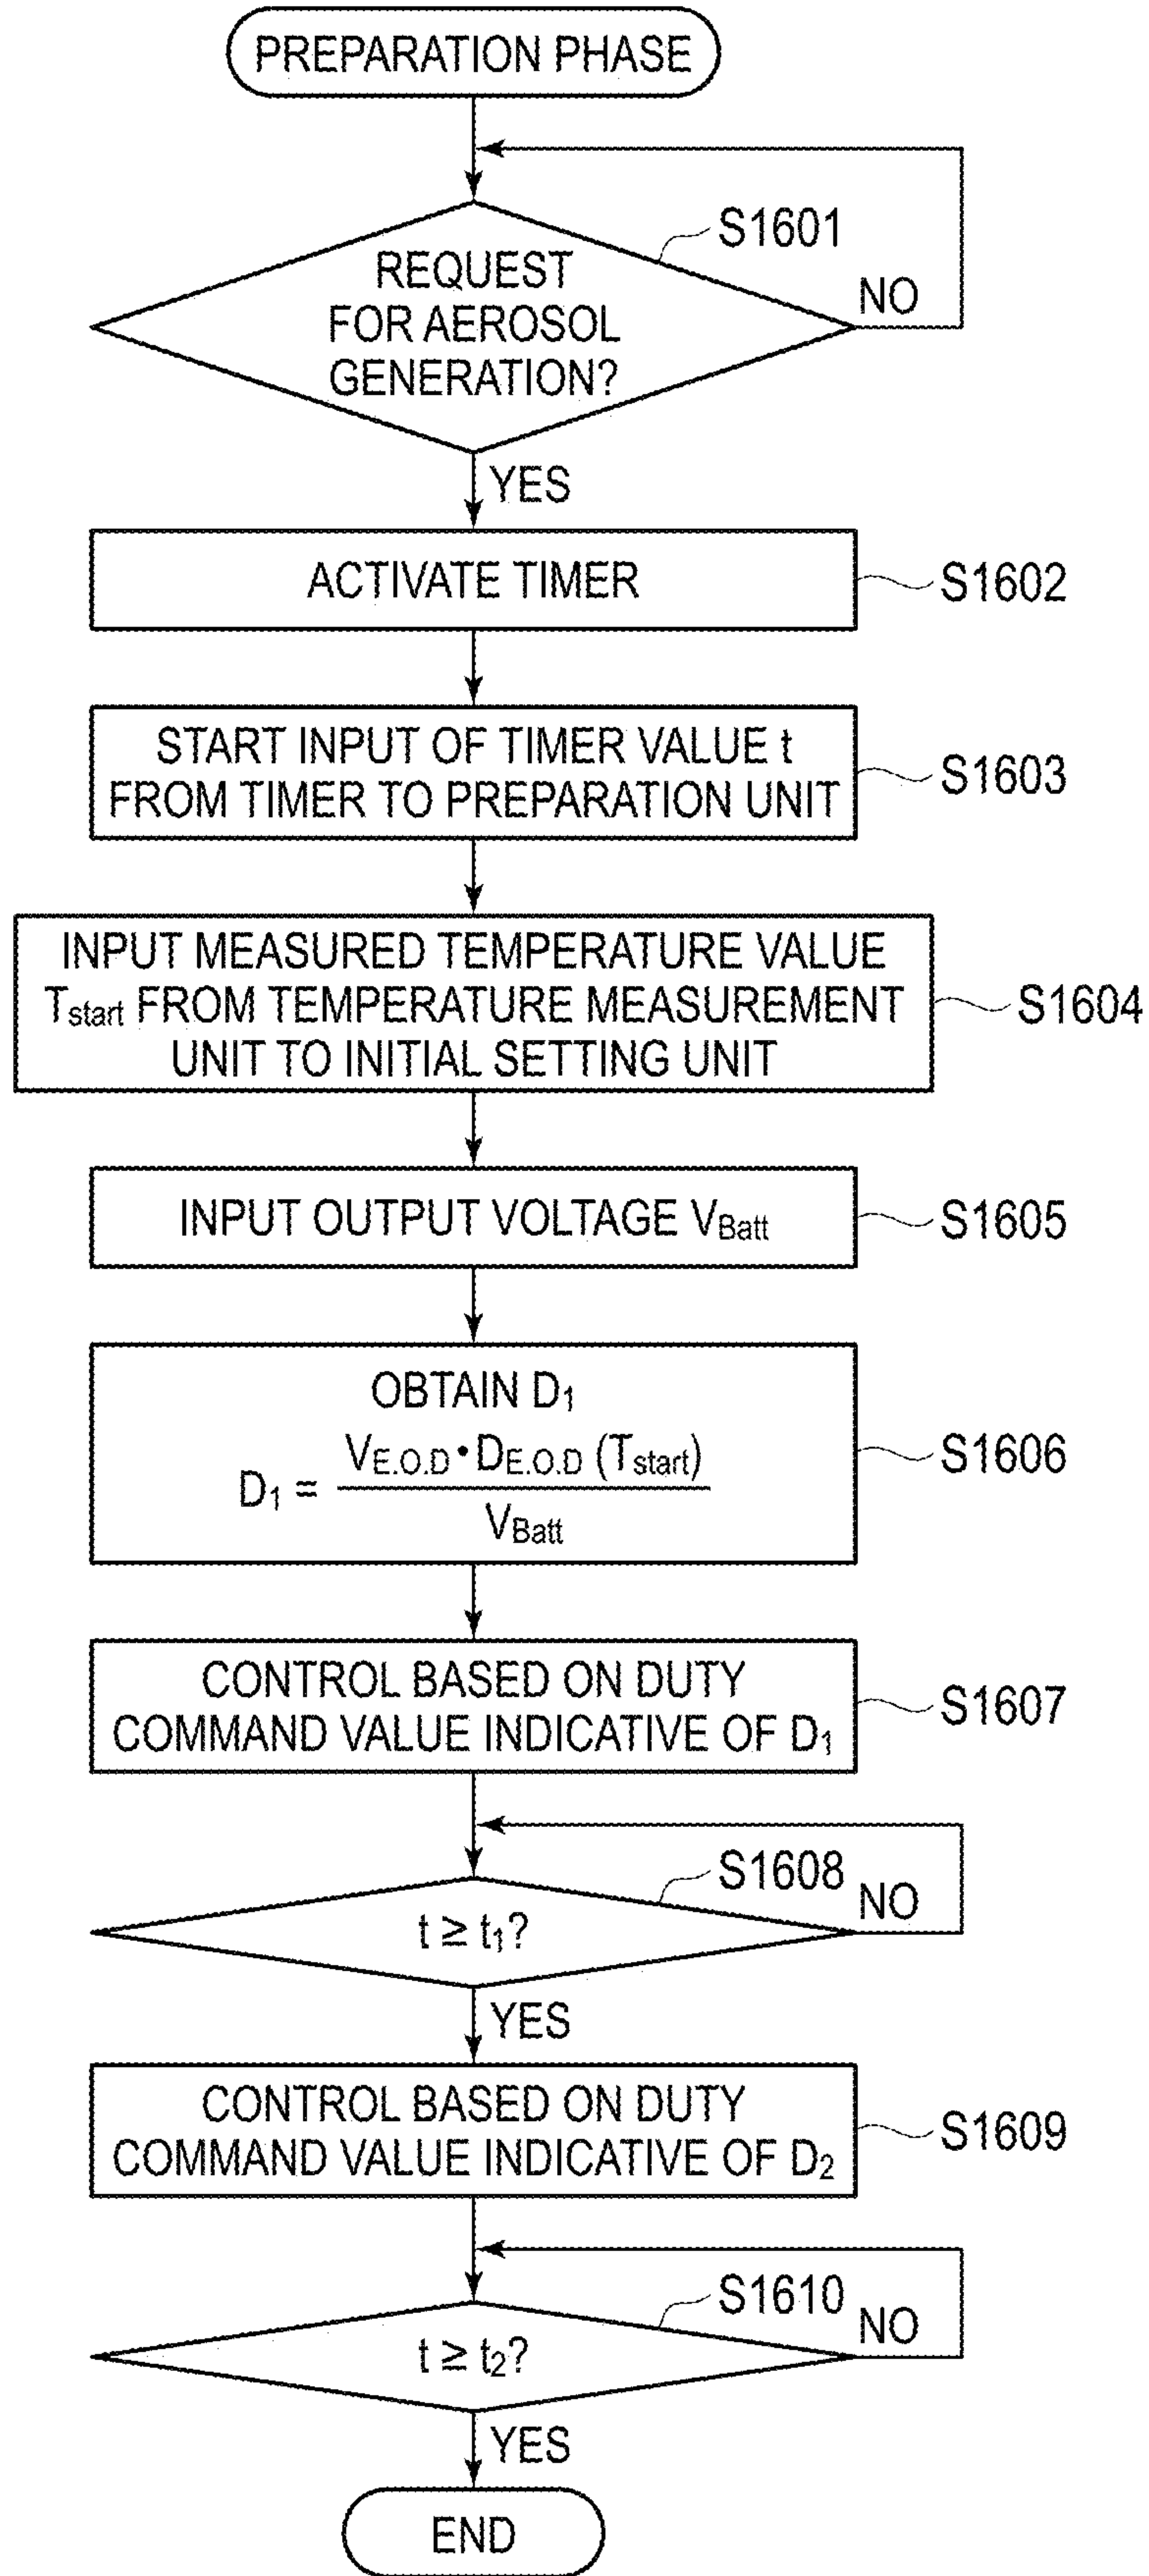 PREPARATION PHASE
S1601
REQUEST
FOR AEROSOL
GENERATION?
NO
YES
ACTIVATE TIMER
S1602
START INPUT OF TIMER VALUE t
FROM TIMER TO PREPARATION UNIT
S1603
INPUT MEASURED TEMPERATURE VALUE
Tstart FROM TEMPERATURE MEASUREMENT
UNIT TO INITIAL SETTING UNIT
S1604
INPUT OUTPUT VOLTAGE VBatt
S1605
OBTAIN D1
D1 = VE.O.D • DE.O.D (Tstart)
VBatt
S1606
CONTROL BASED ON DUTY
COMMAND VALUE INDICATIVE OF D1
S1607
S1608
t ≥ t1?
NO
YES
CONTROL BASED ON DUTY
COMMAND VALUE INDICATIVE OF D2
S1609
S1610
t ≥ t2?
NO
YES
END